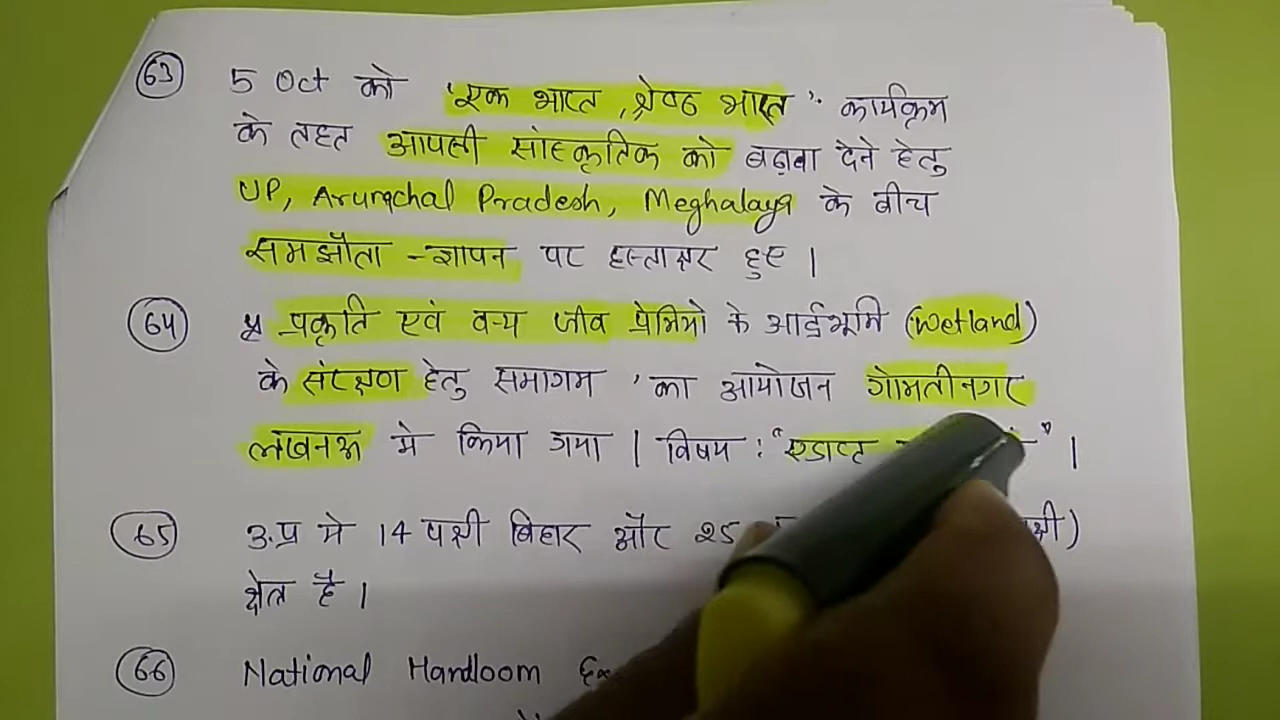 63 5 Oct को 'एक भारत, श्रेष्ठ भारत' कार्यक्रम
के तहत आपसी सांस्कृतिक को बढ़ावा देने हेतु
UP, Arunachal Pradesh, Meghalaya के बीच
समझौता -ज्ञापन पर हस्ताक्षर हुए |
64 प्रकृति एवं वन्य जीव प्रेमियो के आर्द्रभूमि (Wetland)
के संरक्षण हेतु समागम 'का आयोजन गोमतीनगर
लखनऊ मे किया गया | विषय : "एडाप्ट " |
65 उ.प्र मे 14 पक्षी बिहार और 25
क्षेत्र है |
66 National Handloom